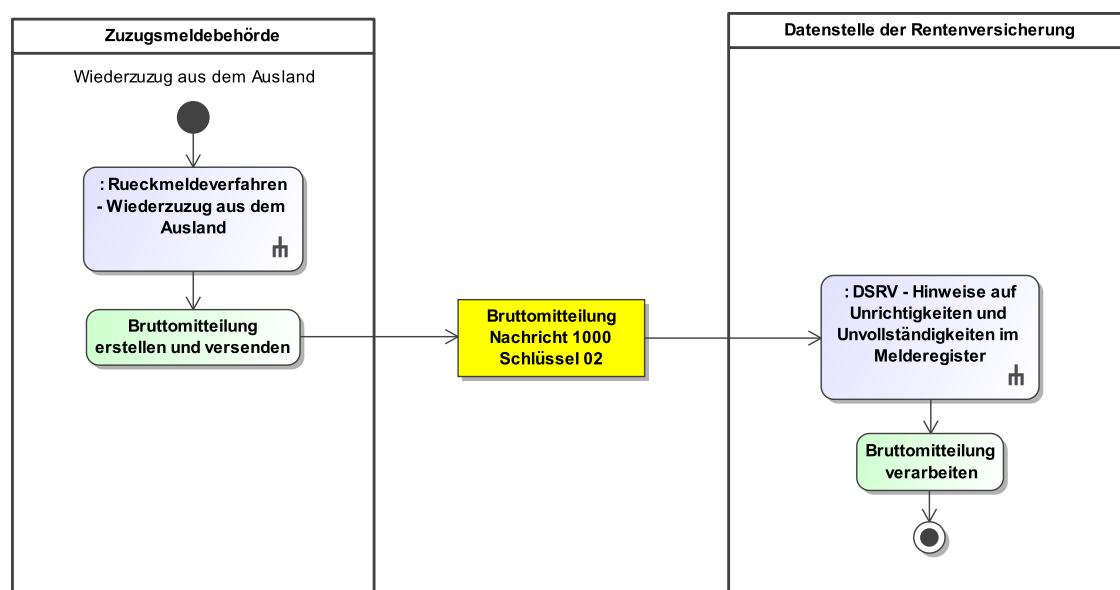 Zuzugsmeldebehörde
Wiederzuzug aus dem Ausland
: Rueckmeldeverfahren
- Wiederzuzug aus dem
Ausland
Bruttomitteilung
erstellen und versenden
Bruttomitteilung
Nachricht 1000
Schlüssel 02
Datenstelle der Rentenversicherung
: DSRV - Hinweise auf
Unrichtigkeiten und
Unvollständigkeiten im
Melderegister
Bruttomitteilung
verarbeiten